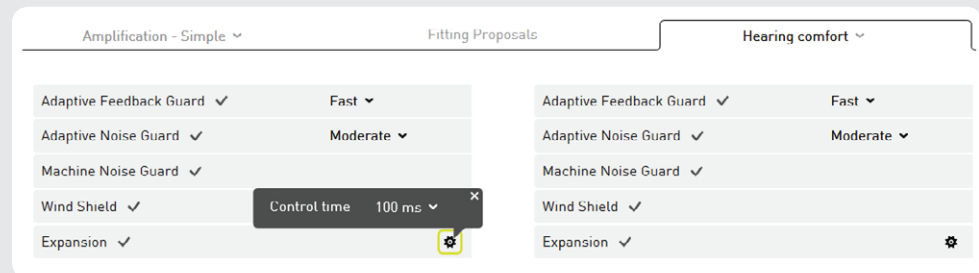 Amplification - Simple Fitting Proposals Hearing comfort
Adaptive Feedback Guard Fast Adaptive Feedback Guard Fast
Adaptive Noise Guard Moderate Adaptive Noise Guard Moderate
Machine Noise Guard Machine Noise Guard
Wind Shield Control time 100 ms Wind Shield
Expansion Expansion